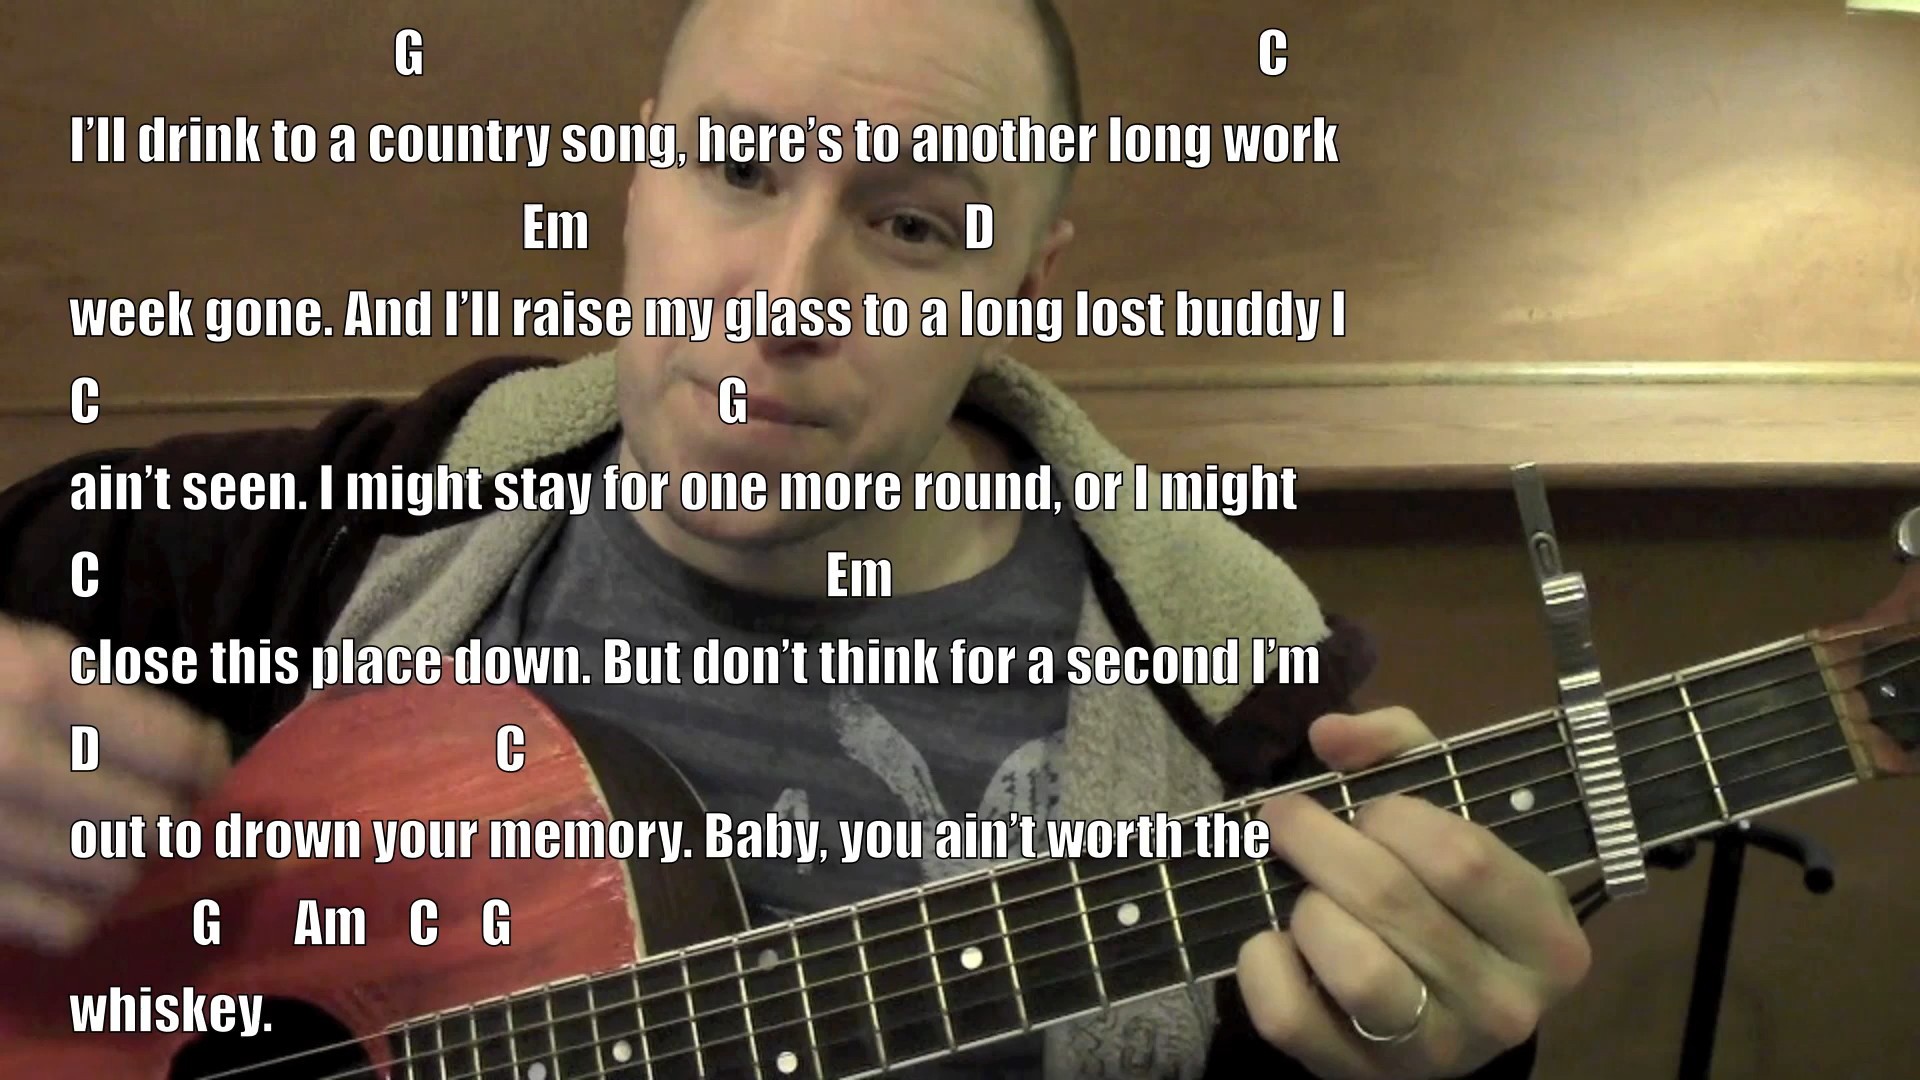 G C
I’ll drink to a country song, here’s to another long work
Em D
week gone. And I’ll raise my glass to a long lost buddy I
C G
ain’t seen. I might stay for one more round, or I might
C Em
close this place down. But don’t think for a second I’m
D C
out to drown your memory. Baby, you ain’t worth the
G Am C G
whiskey.